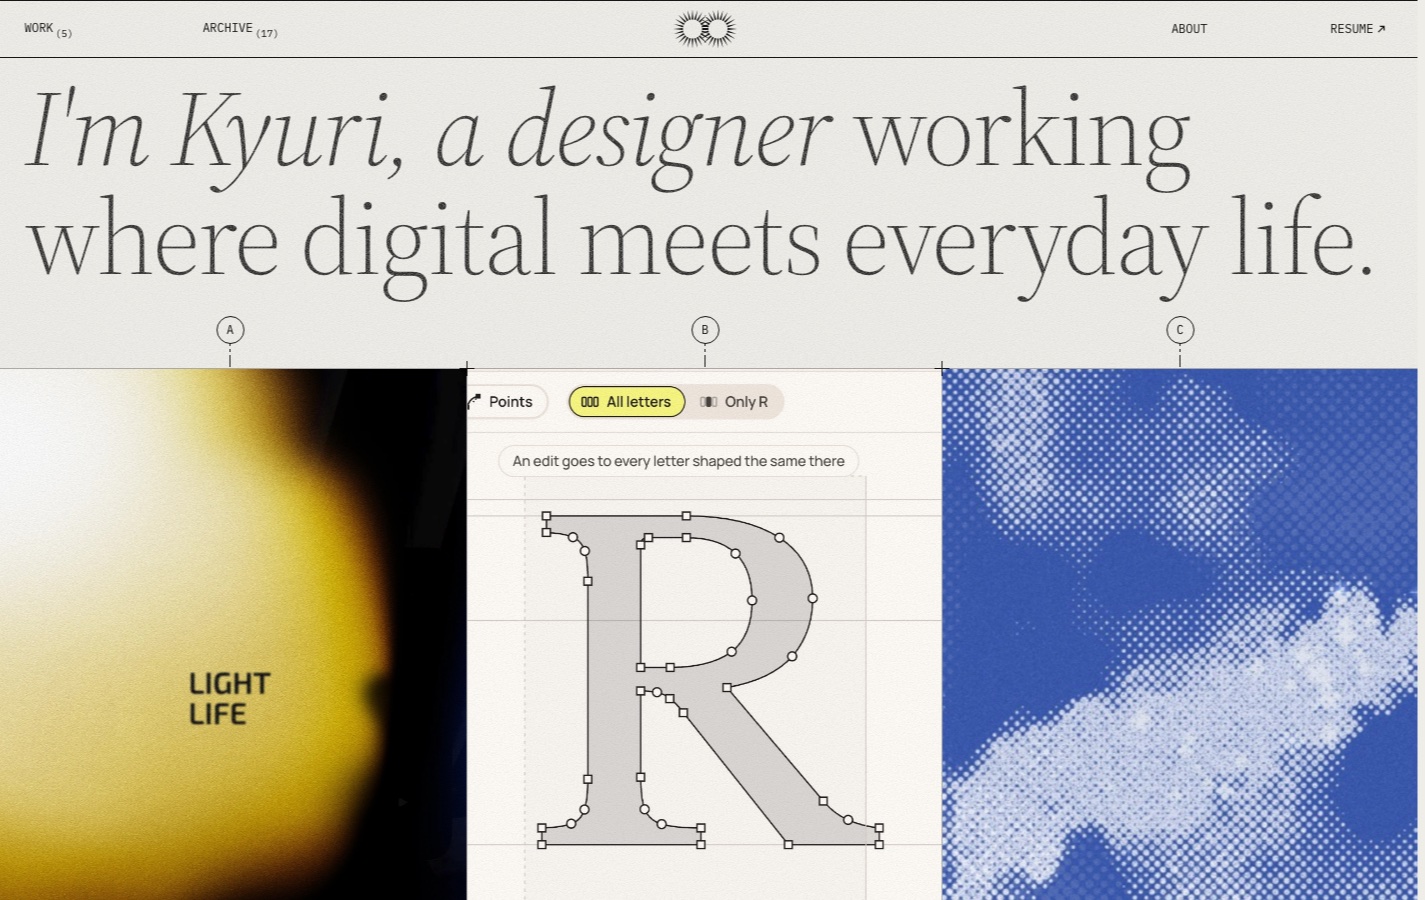 WORK (5)
ARCHIVE (17)
ABOUT
RESUME ↗
I'm Kyuri, a designer working
where digital meets everyday life.
A
B
C
Points
All letters
Only R
An edit goes to every letter shaped the same there
LIGHT
LIFE
R